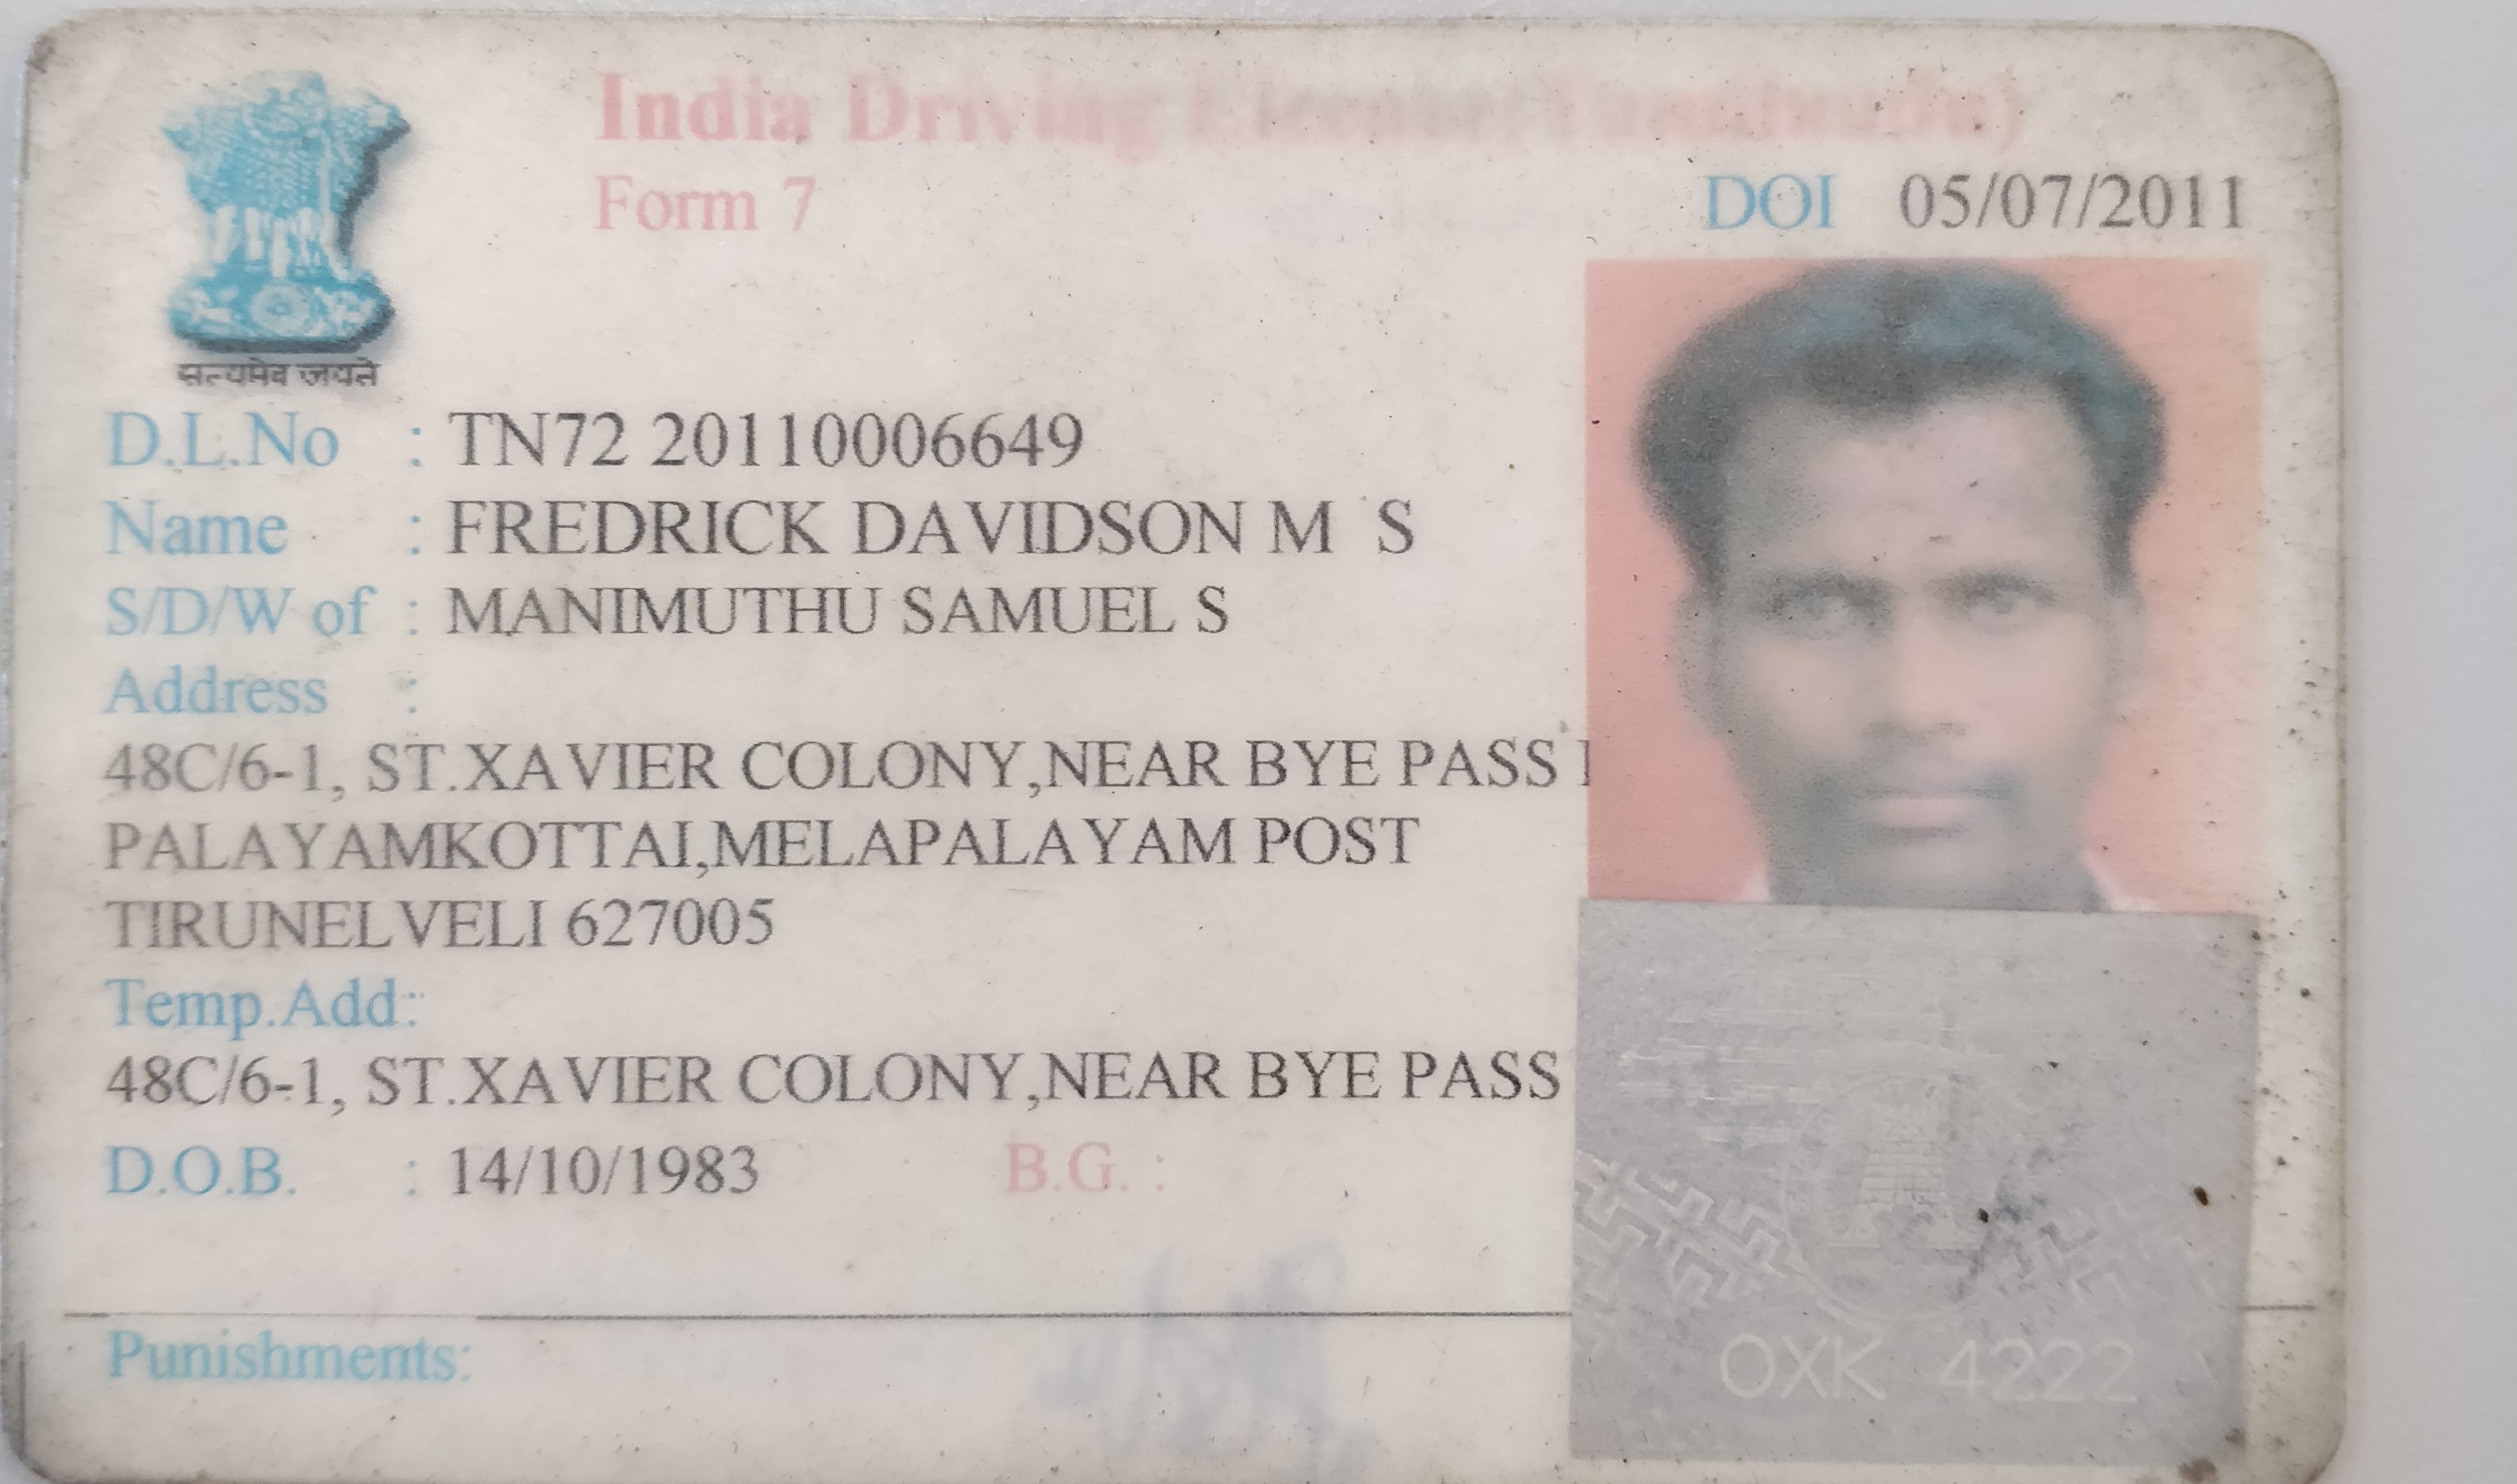 India Driving Licence(Tamilnadu)
Form 7
DOI 05/07/2011
सत्यमेव जयते
D.L.No : TN72 20110006649
Name : FREDRICK DAVIDSON M S
S/D/W of : MANIMUTHU SAMUEL S
Address :
48C/6-1, ST.XAVIER COLONY,NEAR BYE PASS
PALAYAMKOTTAI,MELAPALAYAM POST
TIRUNELVELI 627005
Temp.Add:
48C/6-1, ST.XAVIER COLONY,NEAR BYE PASS
D.O.B. : 14/10/1983 B.G. :
Punishments:
OXK 4222